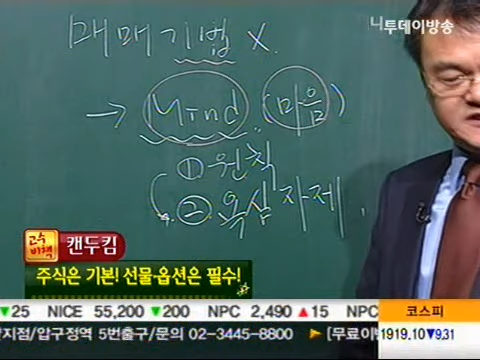 투데이방송
매매기법 X
→ Mind (마음)
① 원칙
② 욕심 자제.
고수비책 캔두킴
주식은 기본! 선물·옵션은 필수!
▼25 NICE 55,200 ▼200 NPC 2,490 ▲15 NPC
지점/압구정역 5번출구/문의 02-3445-8800 ▶ [무료이
코스피
1919.10▼9.31